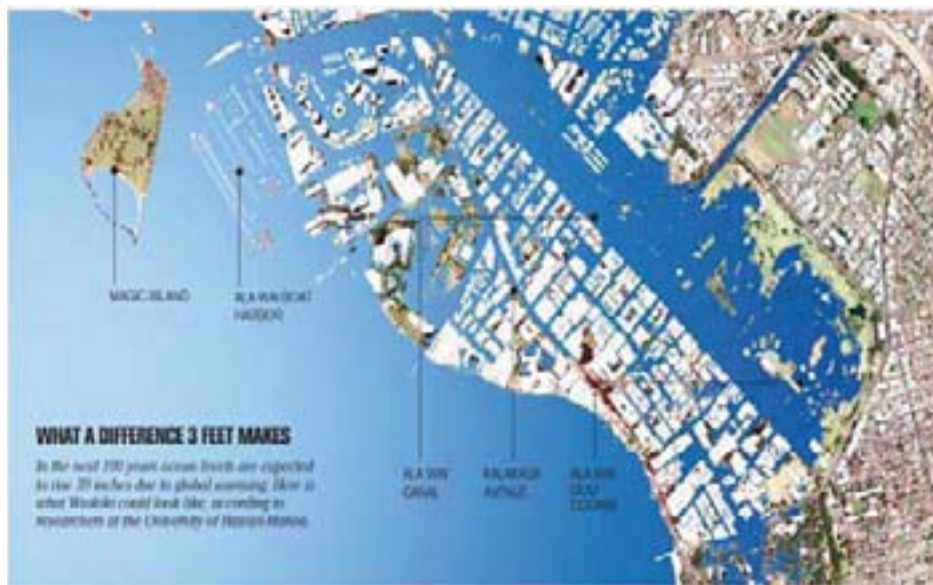 MAGIC ISLAND
ALA WAI BOAT
HARBOR
WHAT A DIFFERENCE 3 FEET MAKES
In the next 100 years ocean levels are expected
to rise 39 inches due to global warming. Here is
what Waikiki could look like, according to
researchers at the University of Hawaii-Manoa.
ALA WAI
CANAL
KALAKAUA
AVENUE
ALA WAI
GOLF
COURSE